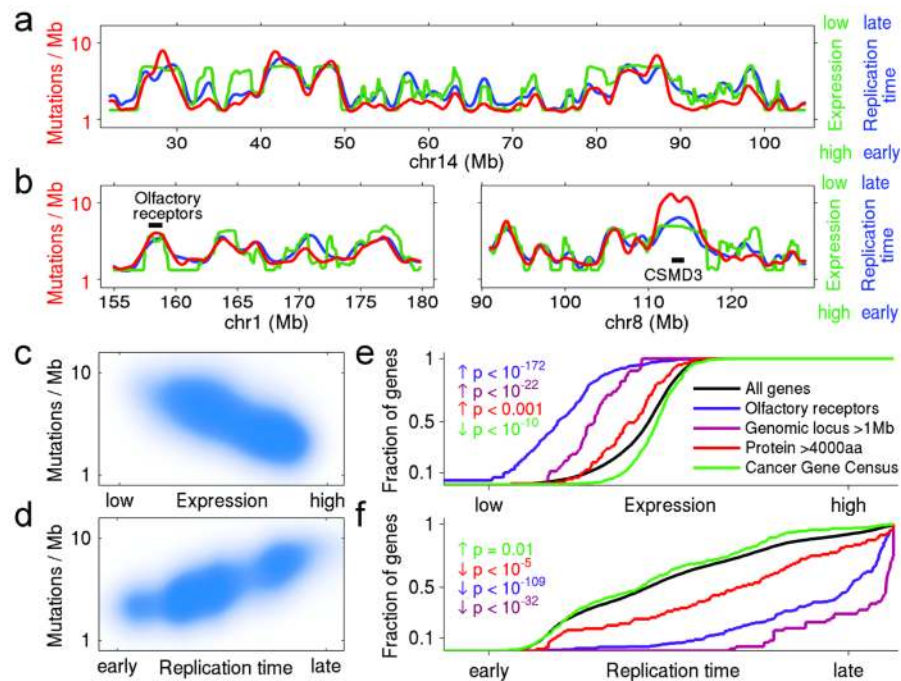 a
Mutations / Mb
10
1
30 40 50 60 70 80 90 100
chr14 (Mb)
low late
Expression
Replication time
high early
b
Mutations / Mb
10
1
Olfactory
receptors
155 160 165 170 175 180
chr1 (Mb)
CSMD3
90 100 110 120
chr8 (Mb)
low late
Expression
Replication time
high early
c
Mutations / Mb
10
1
low Expression high
d
Mutations / Mb
10
1
early Replication time late
e
Fraction of genes
1
0.5
0.1
↑ p < 10⁻¹⁷²
↑ p < 10⁻²²
↑ p < 0.001
↓ p < 10⁻¹⁰
All genes
Olfactory receptors
Genomic locus >1Mb
Protein >4000aa
Cancer Gene Census
low Expression high
f
Fraction of genes
1
0.5
0.1
↑ p = 0.01
↓ p < 10⁻⁵
↓ p < 10⁻¹⁰⁹
↓ p < 10⁻³²
early Replication time late